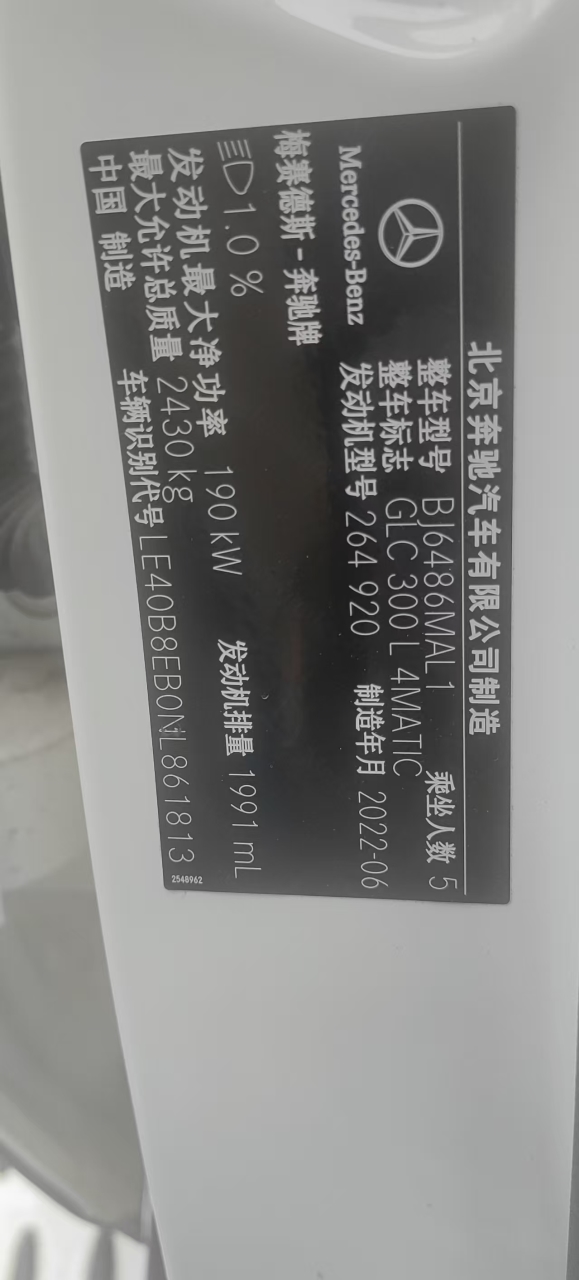 北京奔驰汽车有限公司制造
整车型号 BJ6486MAL1 乘坐人数 5
整车标志 GLC 300 L 4MATIC
Mercedes-Benz 发动机型号 264 920 制造年月 2022-06
梅赛德斯-奔驰牌
1.0 %
发动机最大净功率 190 kW 发动机排量 1991 mL
最大允许总质量 2430 kg
中国 制造 车辆识别代号 LE40B8EB0NL861813
2548962